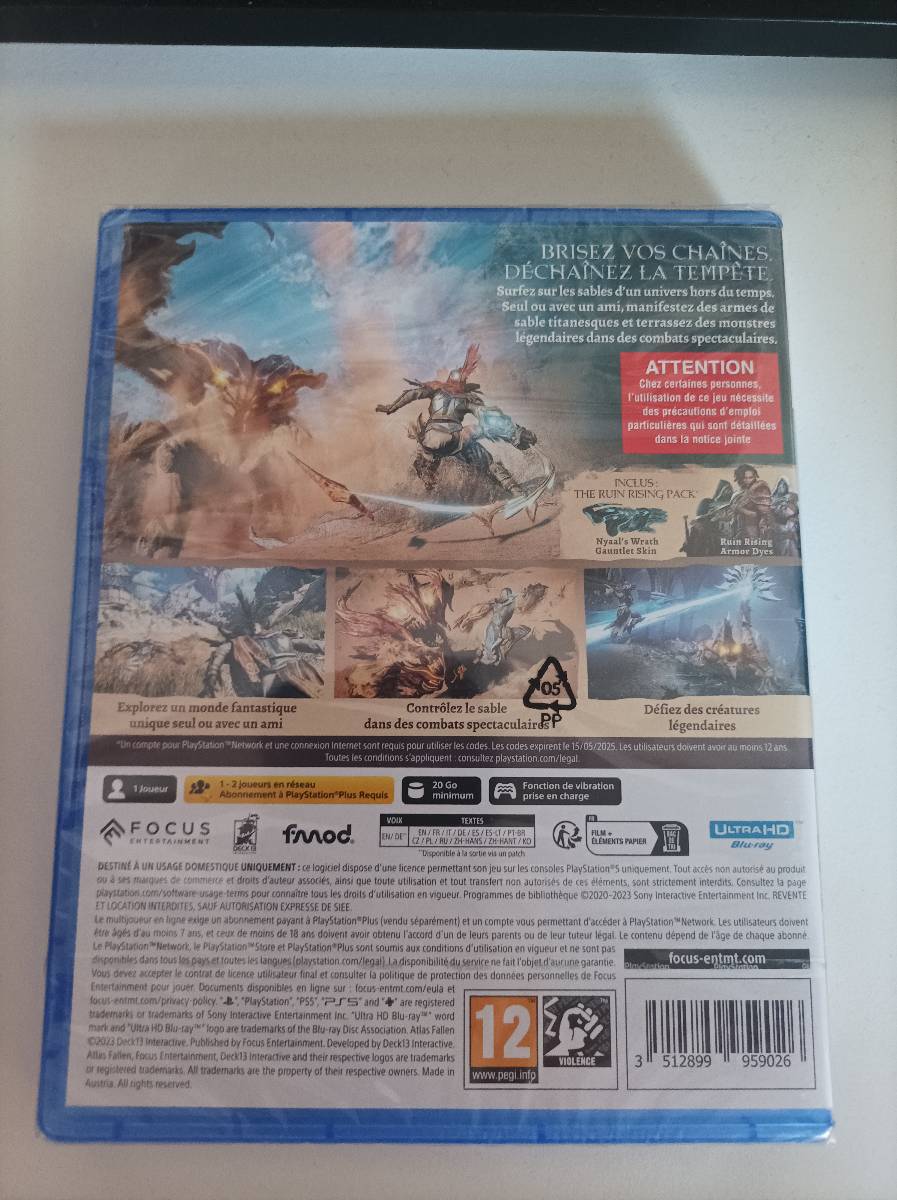 BRISEZ VOS CHAÎNES,
DÉCHAÎNEZ LA TEMPÊTE
Surfez sur les sables d'un univers hors du temps.
Seul ou avec un ami, manifestez des armes de
sable titanesques et terrassez des monstres
légendaires dans des combats spectaculaires.
ATTENTION
Chez certaines personnes,
l'utilisation de ce jeu nécessite
des précautions d'emploi
particulières qui sont détaillées
dans la notice jointe
INCLUS :
THE RUIN RISING PACK*
Nyaal's Wrath
Gauntlet Skin
Ruin Rising
Armor Dyes
Explorez un monde fantastique
unique seul ou avec un ami
Contrôlez le sable
dans des combats spectaculaires
05
PP
Défiez des créatures
légendaires
*Un compte pour PlayStation™Network et une connexion Internet sont requis pour utiliser les codes. Les codes expirent le 15/05/2025. Les utilisateurs doivent avoir au moins 12 ans.
Toutes les conditions s'appliquent : consultez playstation.com/legal.
1 Joueur
1 - 2 joueurs en réseau
Abonnement à PlayStation®Plus Requis
20 Go
minimum
Fonction de vibration
prise en charge
FOCUS
ENTERTAINMENT
DECK13
fmod.
VOIX
EN / DE*
TEXTES
EN / FR / IT / DE / ES / ES-LT / PT-BR
CZ / PL / RU / ZH-HANS / ZH-HANT / KO
*Disponible à la sortie via un patch
FR
FILM +
ÉLÉMENTS PAPIER
BAC
DE
TRI
ULTRA HD™
Blu-ray
DESTINÉ À UN USAGE DOMESTIQUE UNIQUEMENT : ce logiciel dispose d'une licence permettant son jeu sur les consoles PlayStation®5 uniquement. Tout accès non autorisé au produit
ou à ses marques de commerce et droits d'auteur associés, ainsi que toute utilisation et tout transfert non autorisés de ces éléments, sont strictement interdits. Consultez la page
playstation.com/software-usage-terms pour connaître tous les droits d'utilisation en vigueur. Programmes de bibliothèque ©2020-2023 Sony Interactive Entertainment Inc. REVENTE
ET LOCATION INTERDITES, SAUF AUTORISATION EXPRESSE DE SIEE.
Le multijoueur en ligne exige un abonnement payant à PlayStation®Plus (vendu séparément) et un compte vous permettant d'accéder à PlayStation™Network. Les utilisateurs doivent
être âgés d'au moins 7 ans, et ceux de moins de 18 ans doivent avoir obtenu l'accord d'un de leurs parents ou de leur tuteur légal. Le contenu dépend de l'âge de chaque abonné.
Le PlayStation™Network, le PlayStation™Store et PlayStation®Plus sont soumis aux conditions d'utilisation en vigueur et ne sont pas
disponibles dans tous les pays et toutes les langues (playstation.com/legal). La disponibilité du service ne fait l'objet d'aucune garantie.
Vous devez accepter le contrat de licence utilisateur final et consulter la politique de protection des données personnelles de Focus
Entertainment pour jouer. Documents disponibles en ligne sur : focus-entmt.com/eula et
focus-entmt.com/privacy-policy. "PlayStation", "PS5", "PS5" and are registered
trademarks or trademarks of Sony Interactive Entertainment Inc. "Ultra HD Blu-ray™" word
mark and "Ultra HD Blu-ray™" logo are trademarks of the Blu-ray Disc Association. Atlas Fallen
©2023 Deck13 Interactive. Published by Focus Entertainment. Developed by Deck13 Interactive.
Atlas Fallen, Focus Entertainment, Deck13 Interactive and their respective logos are trademarks
or registered trademarks. All trademarks are the property of their respective owners. Made in
Austria. All rights reserved.
focus-entmt.com
PlayStation PlayStation
12
www.pegi.info
VIOLENCE
3 512899 959026